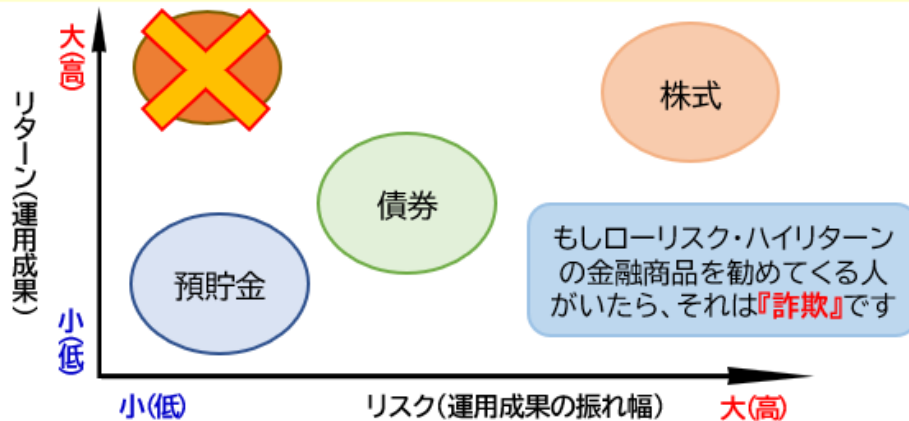 大(高)
リターン(運用成果)
小(低)
株式
債券
預貯金
もしローリスク・ハイリターン
の金融商品を勧めてくる人
がいたら、それは『詐欺』です
小(低)
リスク(運用成果の振れ幅)
大(高)